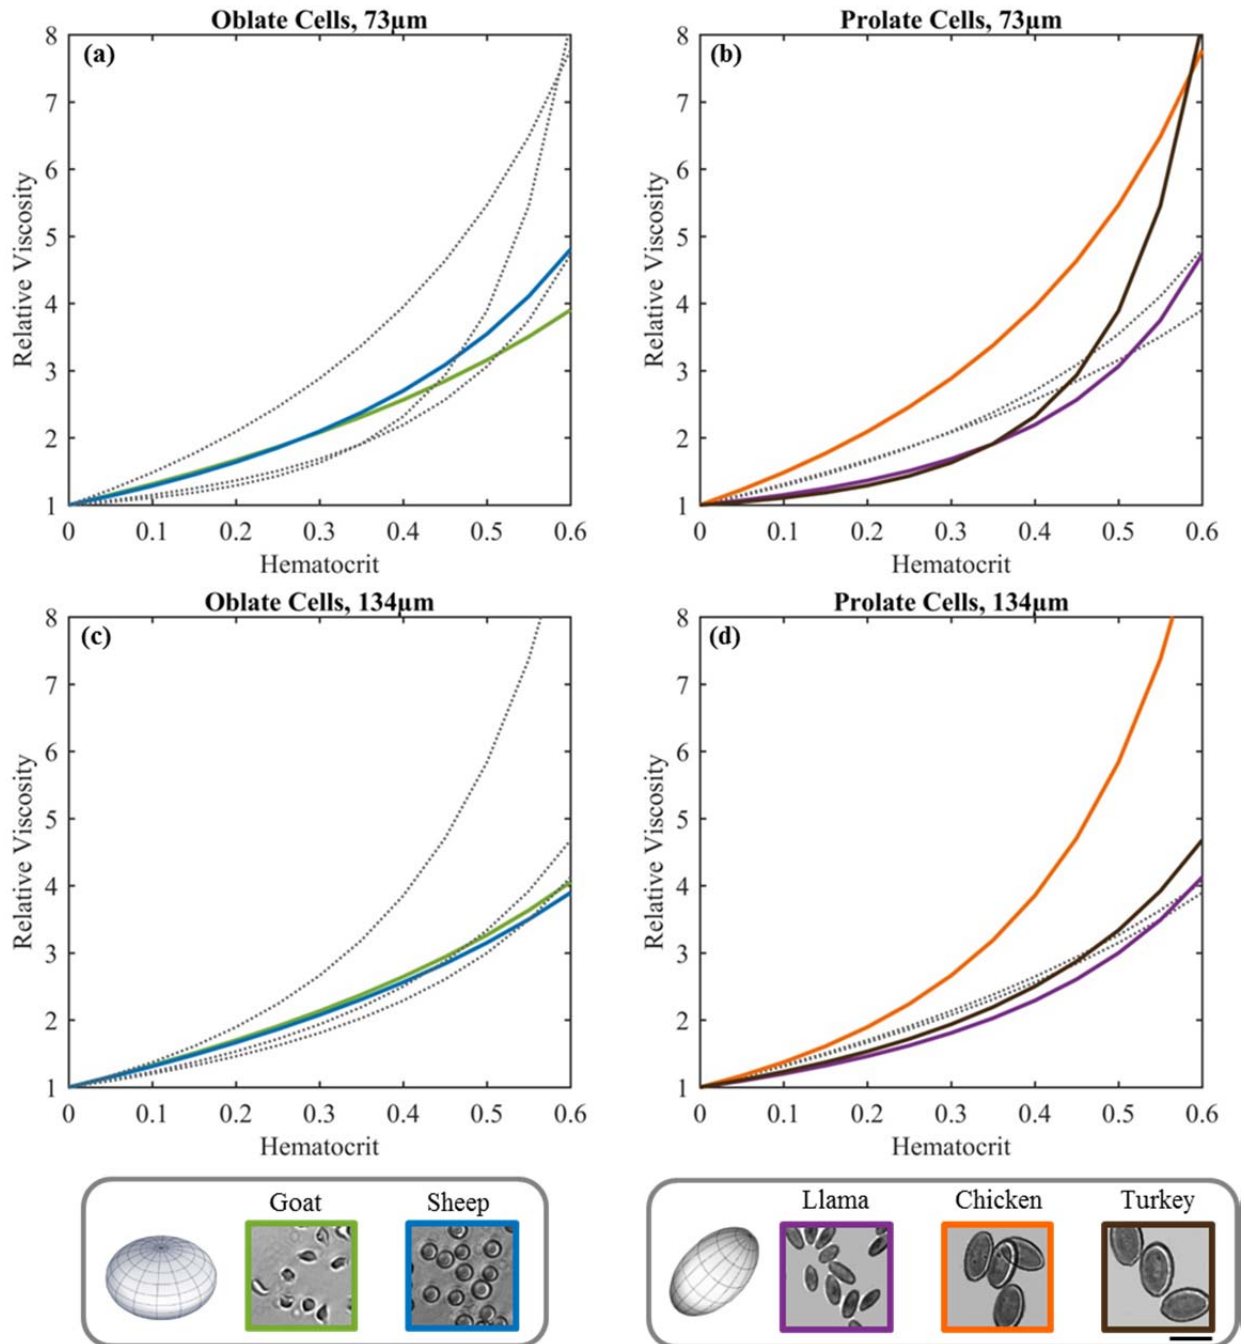 Oblate Cells, 73µm
(a)
8
7
6
5
4
3
2
1
Relative Viscosity
0 0.1 0.2 0.3 0.4 0.5 0.6
Hematocrit
Prolate Cells, 73µm
(b)
8
7
6
5
4
3
2
1
Relative Viscosity
0 0.1 0.2 0.3 0.4 0.5 0.6
Hematocrit
Oblate Cells, 134µm
(c)
8
7
6
5
4
3
2
1
Relative Viscosity
0 0.1 0.2 0.3 0.4 0.5 0.6
Hematocrit
Prolate Cells, 134µm
(d)
8
7
6
5
4
3
2
1
Relative Viscosity
0 0.1 0.2 0.3 0.4 0.5 0.6
Hematocrit
Goat Sheep
Llama Chicken Turkey